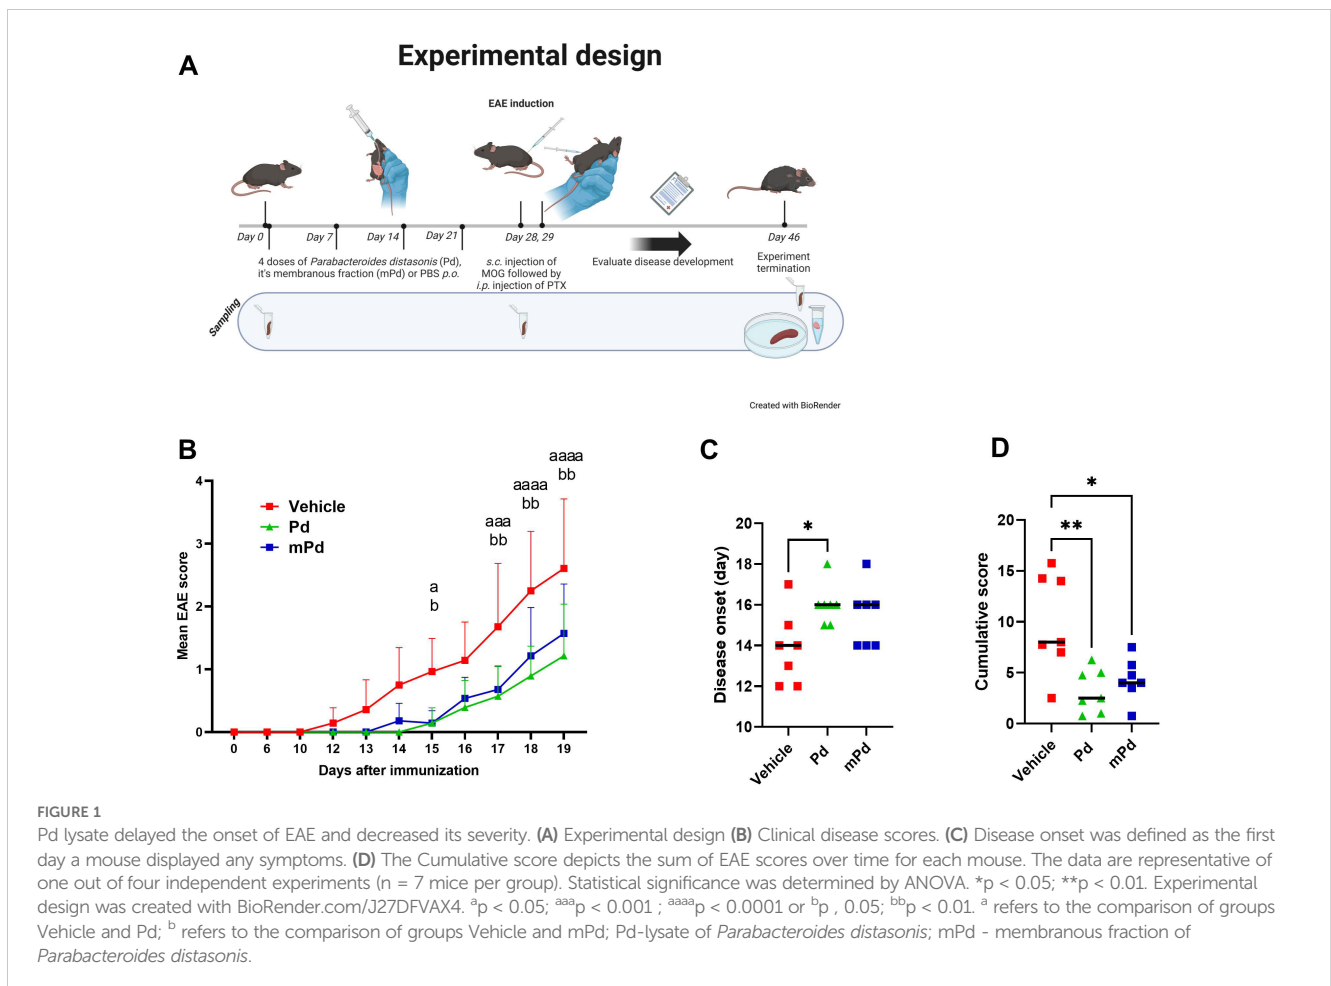 Experimental design
A
EAE induction
Day 0
Day 7
Day 14
Day 21
Day 28, 29
Day 46
4 doses of Parabacteroides distasonis (Pd),
it's membranous fraction (mPd) or PBS p.o.
s.c. injection of
MOG followed by
i.p. injection of PTX
Evaluate disease development
Experiment
termination
Sampling
Created with BioRender
B
Mean EAE score
4
3
2
1
0
Vehicle
Pd
mPd
a
b
aaa
bb
aaaa
bb
aaaa
bb
0 6 10 12 13 14 15 16 17 18 19
Days after immunization
C
Disease onset (day)
20
18
16
14
12
10
*
Vehicle
Pd
mPd
D
Cumulative score
20
15
10
5
0
*
**
Vehicle
Pd
mPd
FIGURE 1
Pd lysate delayed the onset of EAE and decreased its severity. (A) Experimental design (B) Clinical disease scores. (C) Disease onset was defined as the first
day a mouse displayed any symptoms. (D) The Cumulative score depicts the sum of EAE scores over time for each mouse. The data are representative of
one out of four independent experiments (n = 7 mice per group). Statistical significance was determined by ANOVA. *p < 0.05; **p < 0.01. Experimental
design was created with BioRender.com/J27DFVAX4. ᵃp < 0.05; ᵃᵃᵃp < 0.001 ; ᵃᵃᵃᵃp < 0.0001 or ᵇp , 0.05; ᵇᵇp < 0.01. ᵃ refers to the comparison of groups
Vehicle and Pd; ᵇ refers to the comparison of groups Vehicle and mPd; Pd-lysate of Parabacteroides distasonis; mPd - membranous fraction of
Parabacteroides distasonis.